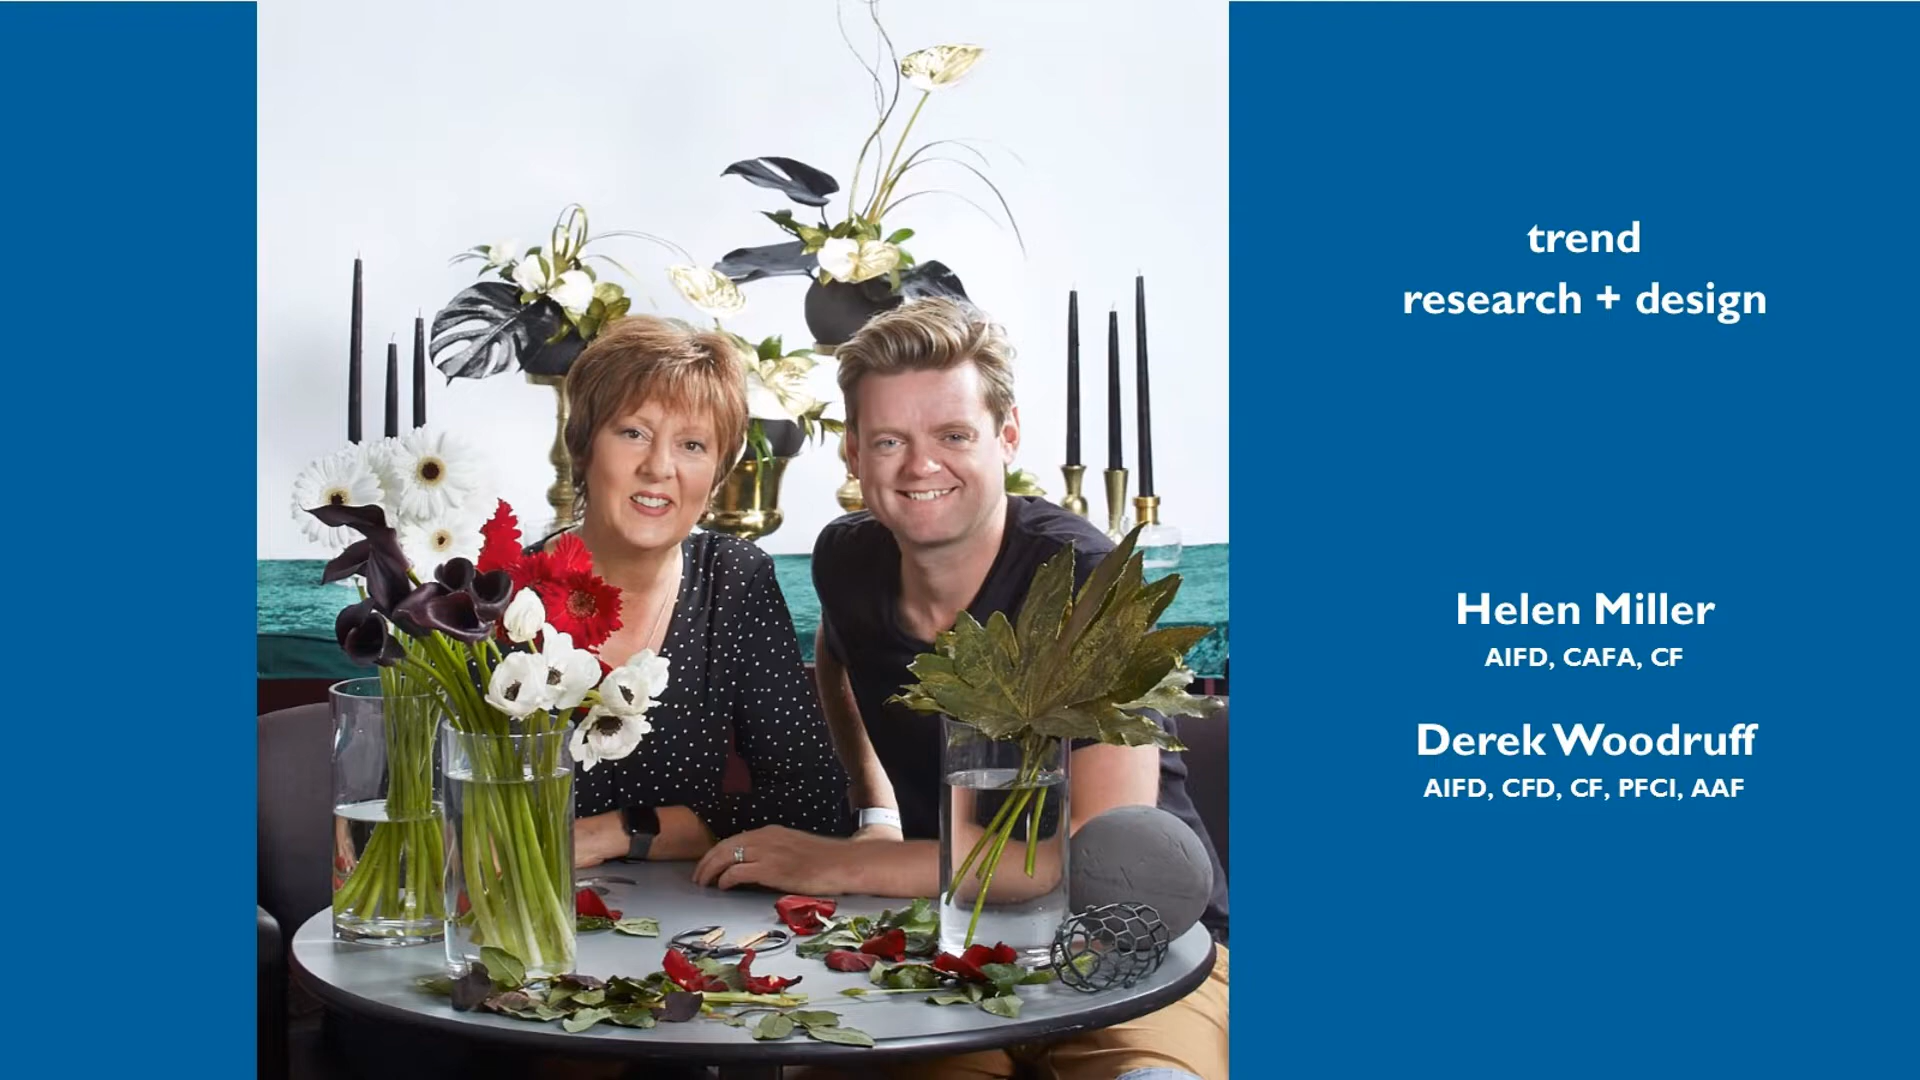 trend
research + design
Helen Miller
AIFD, CAFA, CF
Derek Woodruff
AIFD, CFD, CF, PFCI, AAF